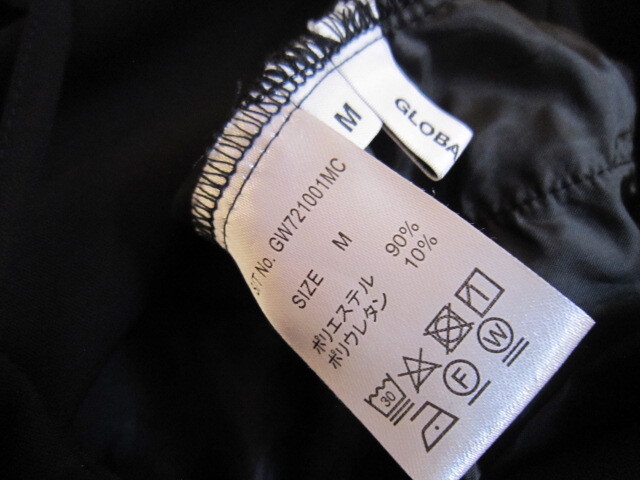 M
GLOBA
S/T No. GW721001MC
SIZE M
ポリエステル 90%
ポリウレタン 10%
30
F W